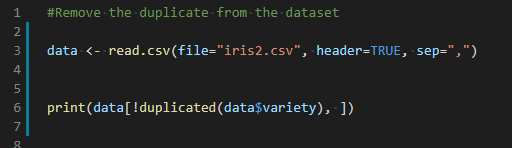 1 #Remove the duplicate from the dataset
2
3 data <- read.csv(file="iris2.csv", header=TRUE, sep=",")
4
5
6 print(data[!duplicated(data$variety), ])
7
8